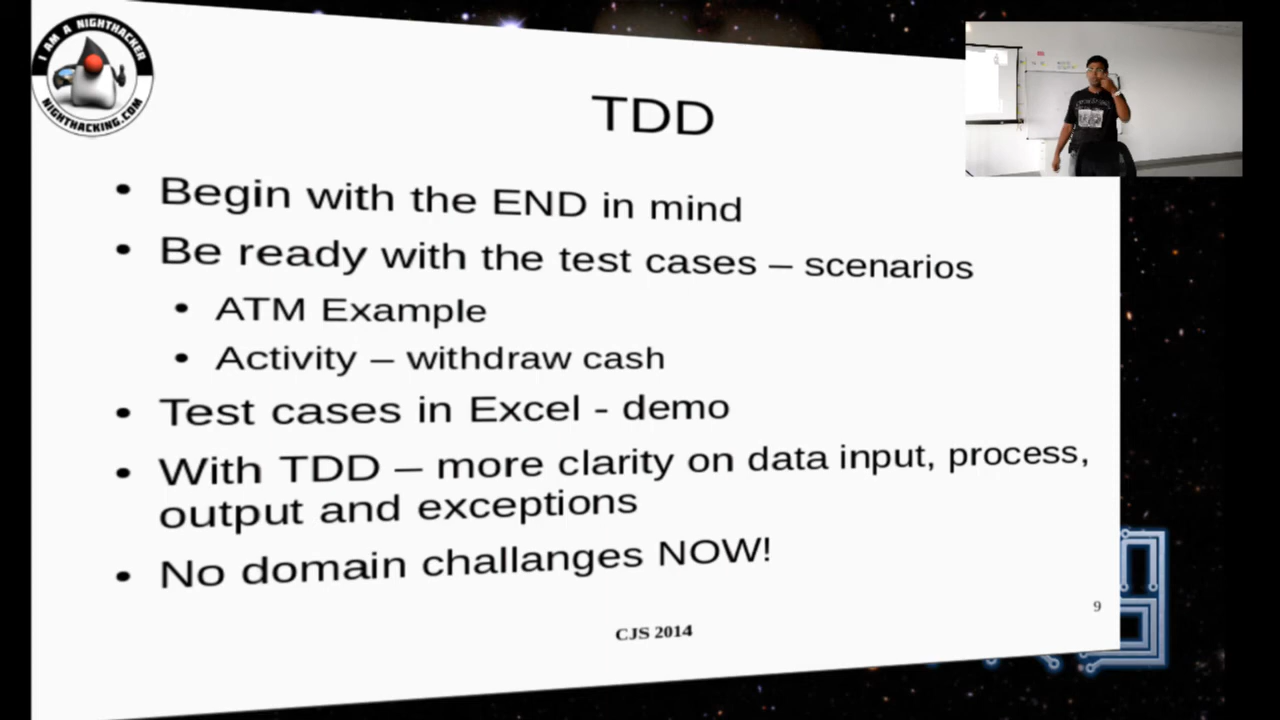 I AM A NIGHTHACKER
NIGHTHACKING.COM
TDD
• Begin with the END in mind
• Be ready with the test cases – scenarios
• ATM Example
• Activity – withdraw cash
• Test cases in Excel - demo
• With TDD – more clarity on data input, process,
output and exceptions
• No domain challanges NOW!
9
CJS 2014